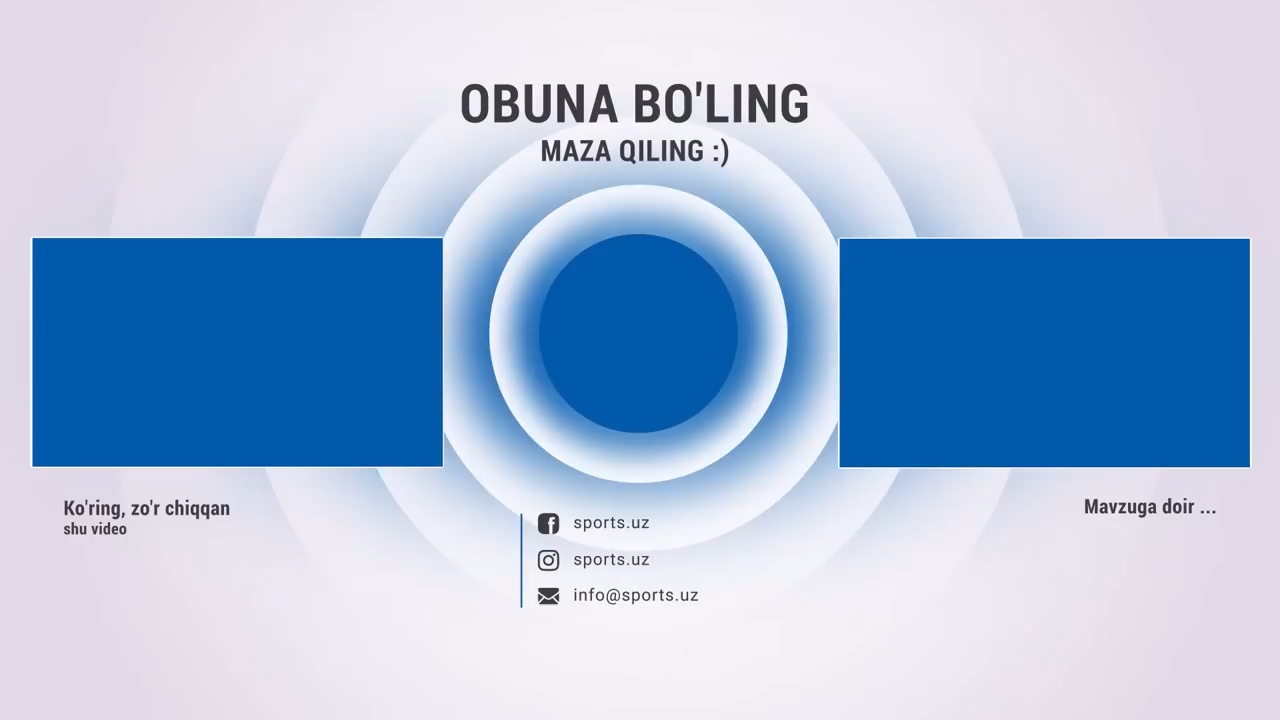 OBUNA BO'LING
MAZA QILING :)
Ko'ring, zo'r chiqqan
shu video
Mavzuga doir ...
sports.uz
sports.uz
info@sports.uz